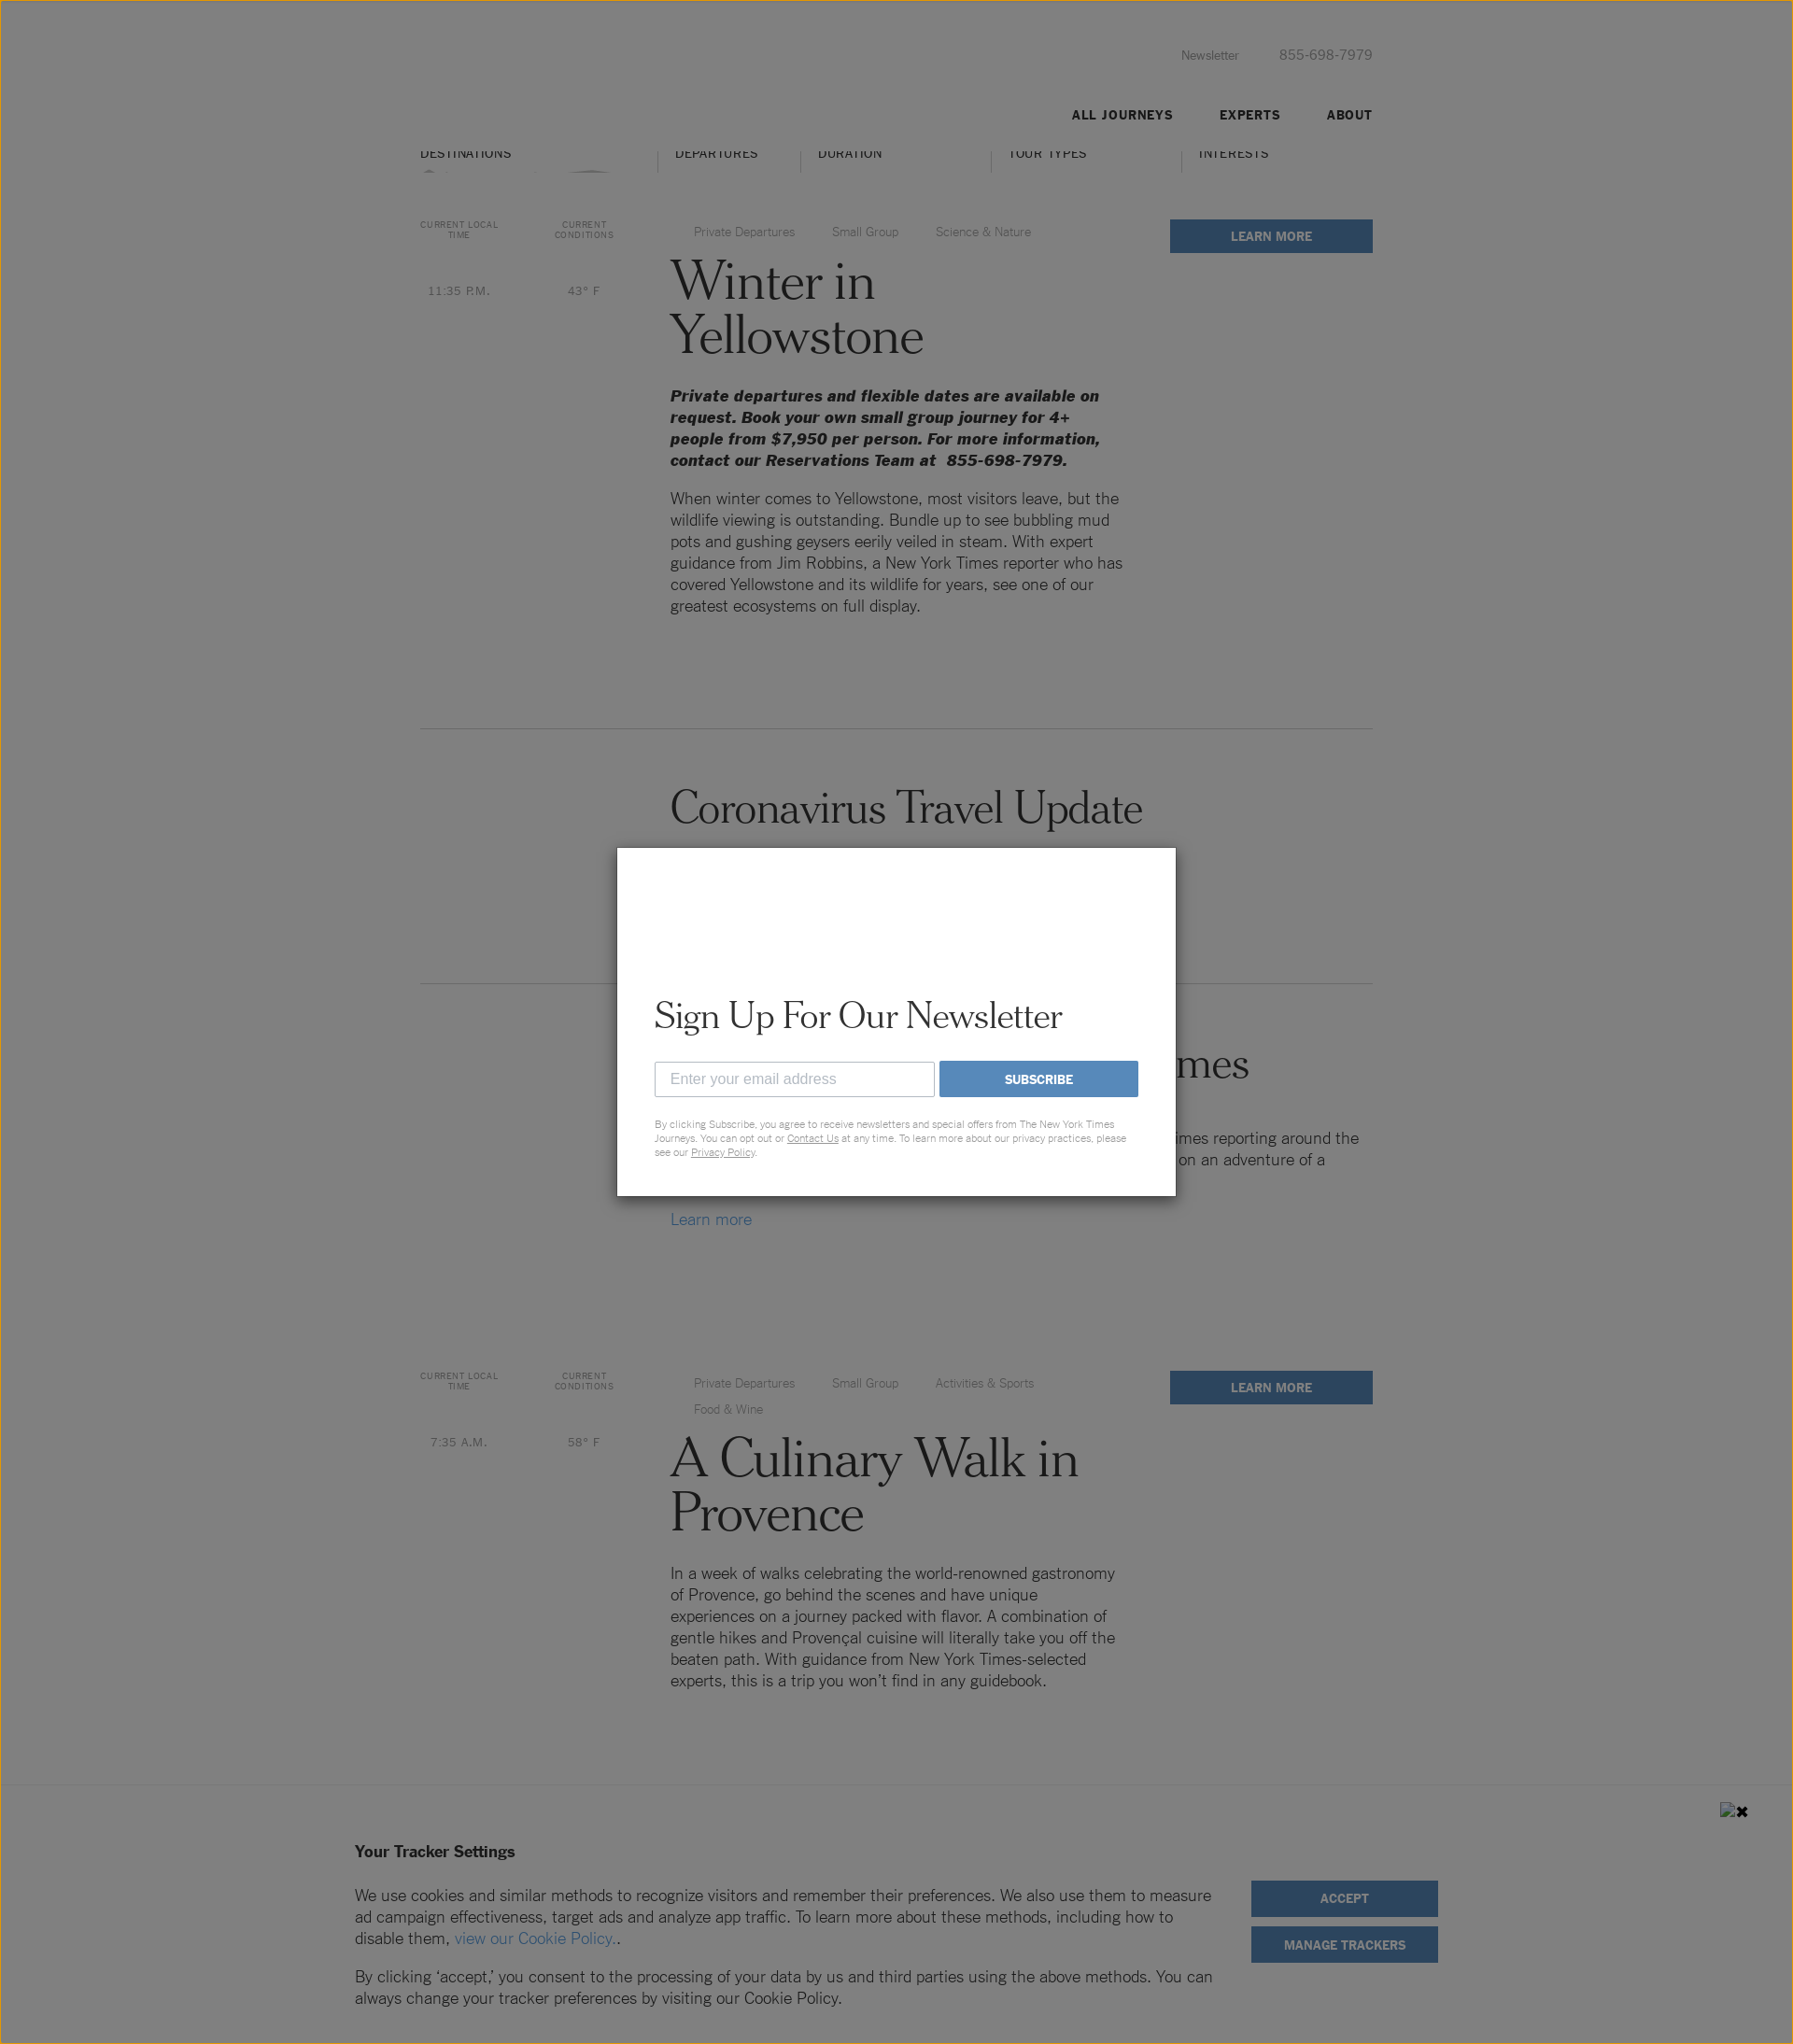 Newsletter 855-698-7979
ALL JOURNEYS EXPERTS ABOUT
DESTINATIONS DEPARTURES DURATION TOUR TYPES INTERESTS
CURRENT LOCAL TIME
CURRENT CONDITIONS
Private Departures Small Group Science & Nature
LEARN MORE
11:35 P.M. 43° F
Winter in
Yellowstone
Private departures and flexible dates are available on
request. Book your own small group journey for 4+
people from $7,950 per person. For more information,
contact our Reservations Team at 855-698-7979.
When winter comes to Yellowstone, most visitors leave, but the
wildlife viewing is outstanding. Bundle up to see bubbling mud
pots and gushing geysers eerily veiled in steam. With expert
guidance from Jim Robbins, a New York Times reporter who has
covered Yellowstone and its wildlife for years, see one of our
greatest ecosystems on full display.
Coronavirus Travel Update
Sign Up For Our Newsletter
Enter your email address
SUBSCRIBE
By clicking Subscribe, you agree to receive newsletters and special offers from The New York Times
Journeys. You can opt out or Contact Us at any time. To learn more about our privacy practices, please
see our Privacy Policy.
mes
imes reporting around the
on an adventure of a
Learn more
CURRENT LOCAL TIME
CURRENT CONDITIONS
Private Departures Small Group Activities & Sports
Food & Wine
LEARN MORE
7:35 A.M. 58° F
A Culinary Walk in
Provence
In a week of walks celebrating the world-renowned gastronomy
of Provence, go behind the scenes and have unique
experiences on a journey packed with flavor. A combination of
gentle hikes and Provençal cuisine will literally take you off the
beaten path. With guidance from New York Times-selected
experts, this is a trip you won’t find in any guidebook.
Your Tracker Settings
We use cookies and similar methods to recognize visitors and remember their preferences. We also use them to measure
ad campaign effectiveness, target ads and analyze app traffic. To learn more about these methods, including how to
disable them, view our Cookie Policy..
By clicking ‘accept,’ you consent to the processing of your data by us and third parties using the above methods. You can
always change your tracker preferences by visiting our Cookie Policy.
ACCEPT
MANAGE TRACKERS